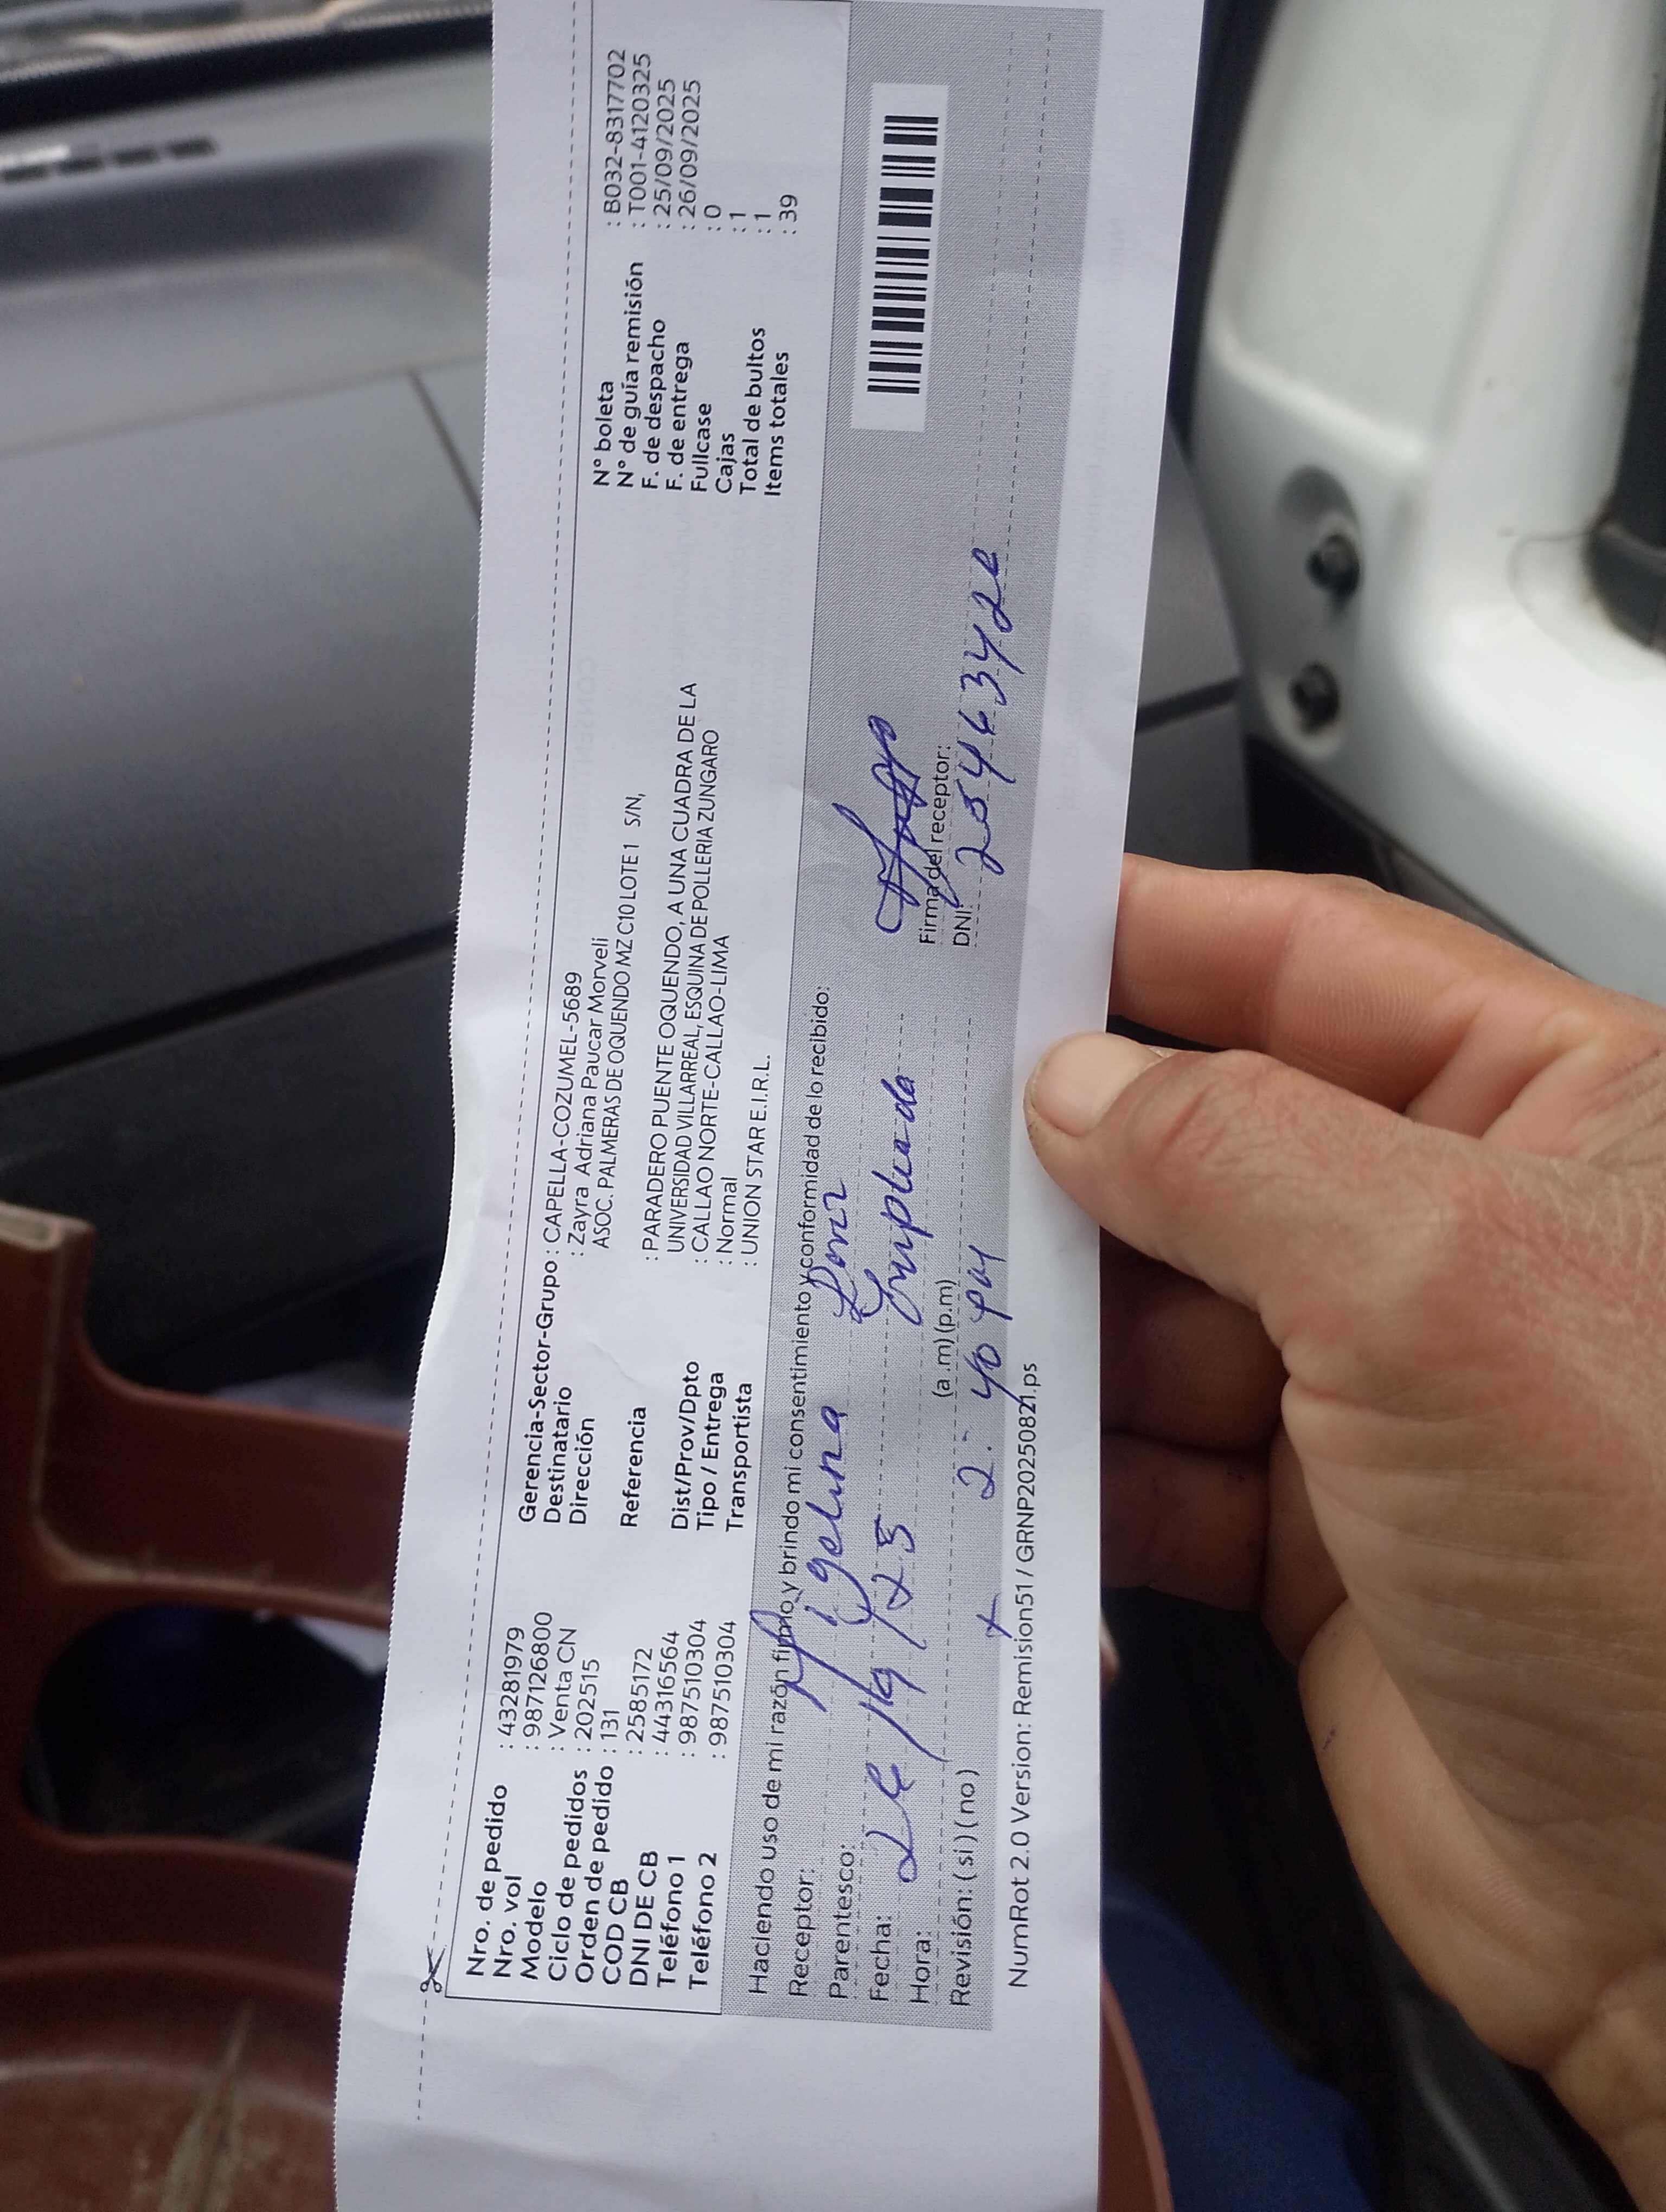 Nro. de pedido : 43281979
Nro. vol : 987126800
Modelo : Venta CN
Ciclo de pedidos : 202515
Orden de pedido : 131
COD CB : 2585172
DNI DE CB : 44316564
Teléfono 1 : 987510304
Teléfono 2 : 987510304
Gerencia-Sector-Grupo : CAPELLA-COZUMEL-5689
Destinatario : Zayra Adriana Paucar Morveli
Dirección ASOC. PALMERAS DE OQUENDO MZ C10 LOTE 1 S/N,
Referencia : PARADERO PUENTE OQUENDO, A UNA CUADRA DE LA
UNIVERSIDAD VILLARREAL, ESQUINA DE POLLERIA ZUNGARO
Dist/Prov/Dpto : CALLAO NORTE-CALLAO-LIMA
Tipo / Entrega : Normal
Transportista : UNION STAR E.I.R.L.
N° boleta : B032-8317702
N° de guía remisión : T001-4120325
F. de despacho : 25/09/2025
F. de entrega : 26/09/2025
Fullcase : 0
Cajas : 1
Total de bultos : 1
Items totales : 39
Haciendo uso de mi razón firmo y brindo mi consentimiento y conformidad de lo recibido:
Receptor:
Parentesco: Empleada
Fecha: 26/9/25
Hora: (a .m) (p.m) 2:40 pm
Revisión: ( si ) ( no )
Firma del receptor:
DNI:
NumRot 2.0 Version: Remision51 / GRNP20250821.ps